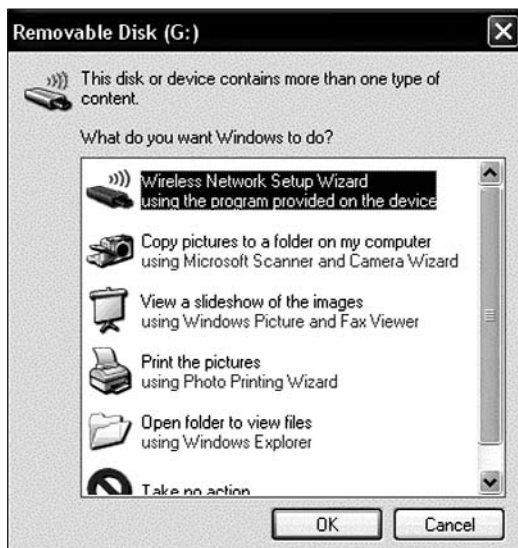 Removable Disk (G:)
This disk or device contains more than one type of
content.
What do you want Windows to do?
Wireless Network Setup Wizard
using the program provided on the device
Copy pictures to a folder on my computer
using Microsoft Scanner and Camera Wizard
View a slideshow of the images
using Windows Picture and Fax Viewer
Print the pictures
using Photo Printing Wizard
Open folder to view files
using Windows Explorer
Take no action
OK
Cancel